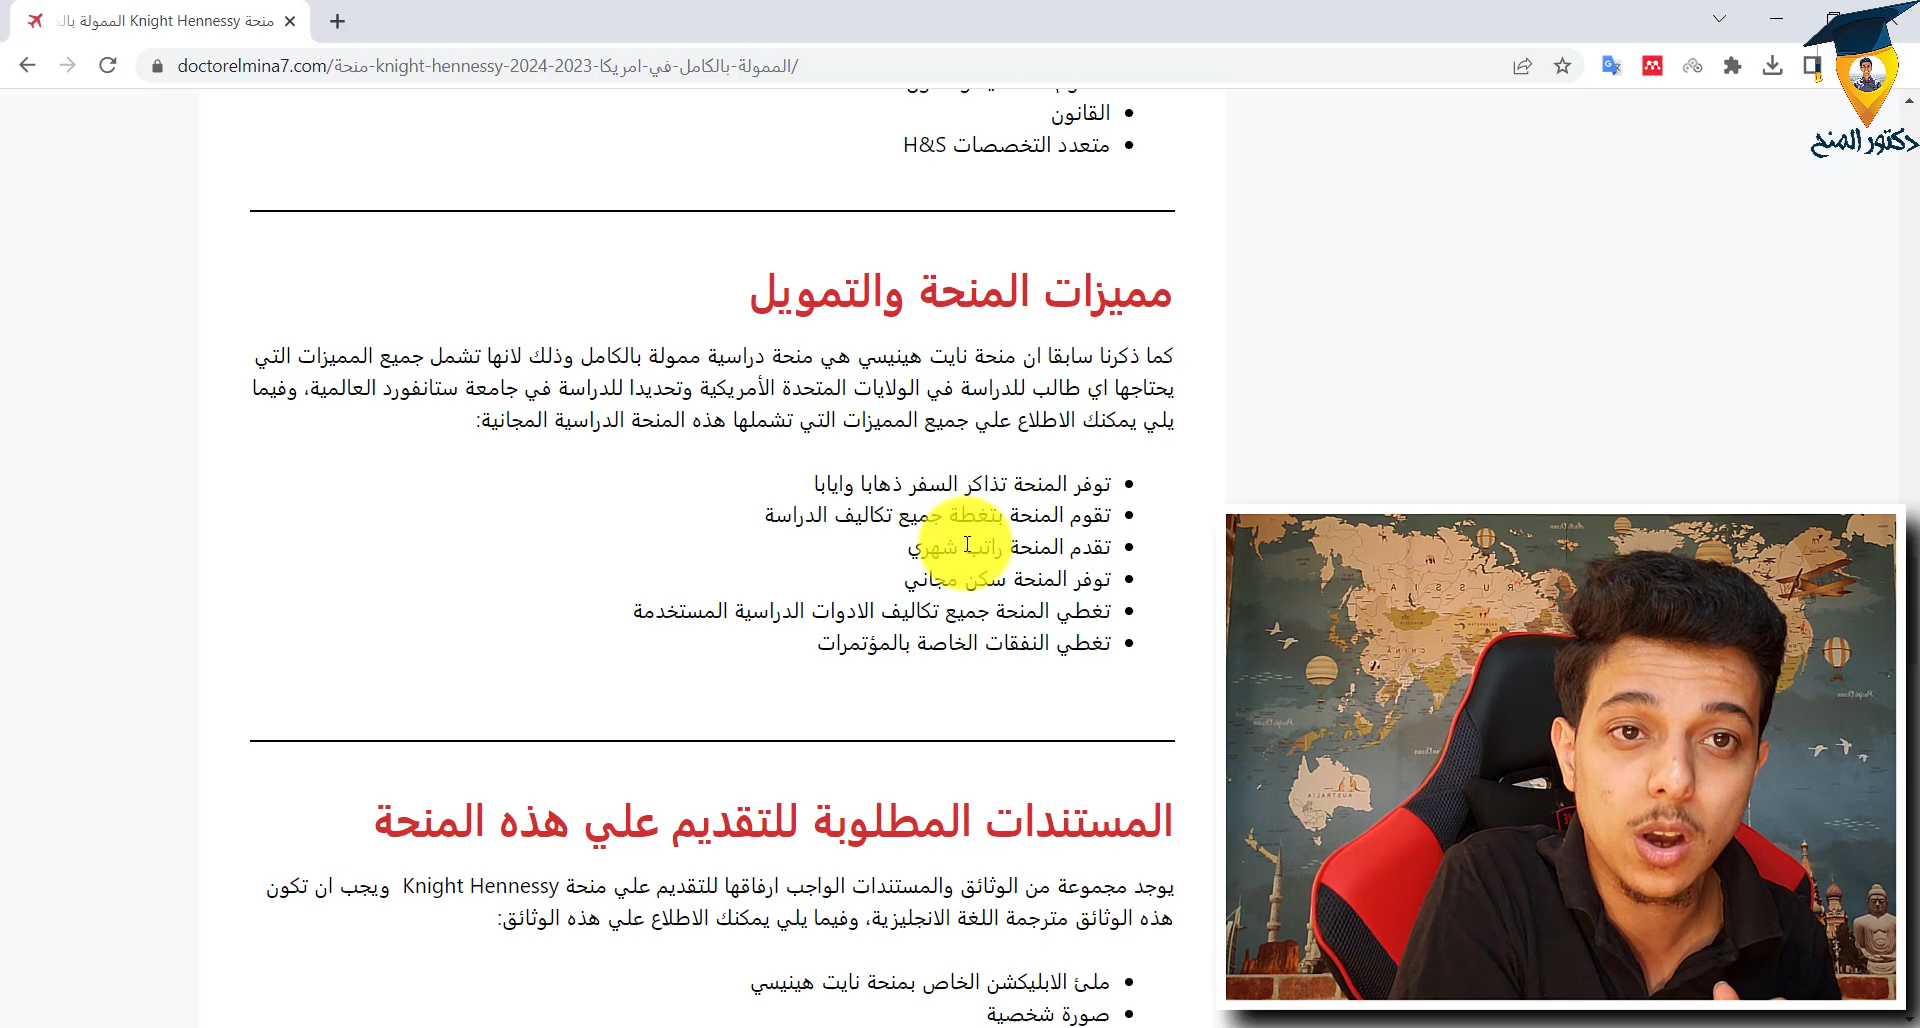 منحة Knight Hennessy الممولة بال
doctorelmina7.com/منحة-knight-hennessy-2024-2023-الممولة-بالكامل-في-امريكا/
دكتور المنح
القانون
متعدد التخصصات H&S
مميزات المنحة والتمويل
كما ذكرنا سابقا ان منحة نايت هينيسي هي منحة دراسية ممولة بالكامل وذلك لانها تشمل جميع المميزات التي
يحتاجها اي طالب للدراسة في الولايات المتحدة الأمريكية وتحديدا للدراسة في جامعة ستانفورد العالمية، وفيما
يلي يمكنك الاطلاع علي جميع المميزات التي تشملها هذه المنحة الدراسية المجانية:
توفر المنحة تذاكر السفر ذهابا وايابا
تقوم المنحة بتغطة جميع تكاليف الدراسة
تقدم المنحة راتب شهري
توفر المنحة سكن مجاني
تغطي المنحة جميع تكاليف الادوات الدراسية المستخدمة
تغطي النفقات الخاصة بالمؤتمرات
المستندات المطلوبة للتقديم علي هذه المنحة
يوجد مجموعة من الوثائق والمستندات الواجب ارفاقها للتقديم علي منحة Knight Hennessy ويجب ان تكون
هذه الوثائق مترجمة اللغة الانجليزية، وفيما يلي يمكنك الاطلاع علي هذه الوثائق:
ملئ الابليكشن الخاص بمنحة نايت هينيسي
صورة شخصية
RUSSIA
CHINA
AUSTRALIA